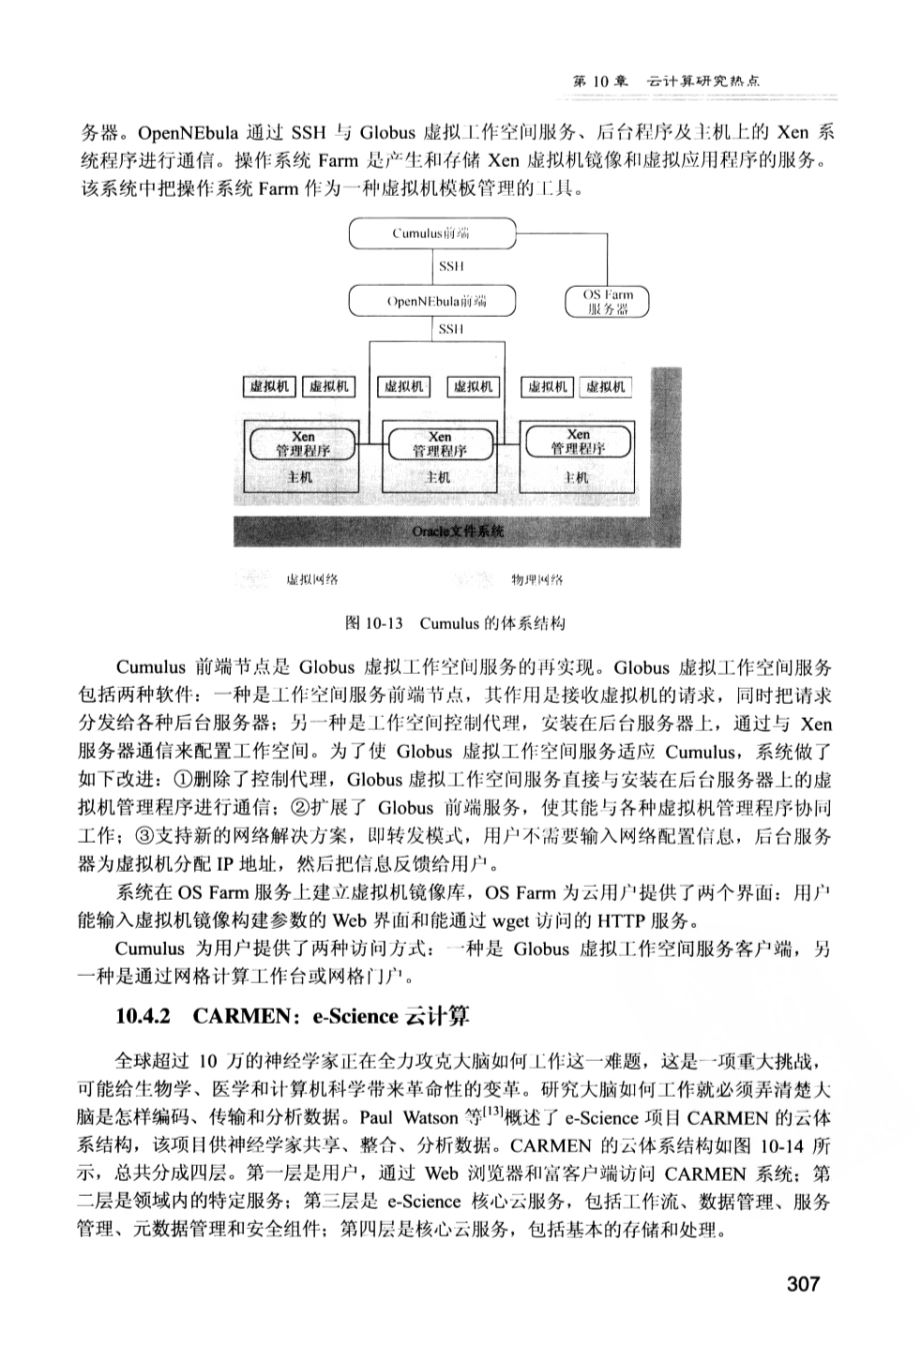 第 10 章 云计算研究热点
务器。OpenNEbula 通过 SSH 与 Globus 虚拟工作空间服务、后台程序及主机上的 Xen 系
统程序进行通信。操作系统 Farm 是产生和存储 Xen 虚拟机镜像和虚拟应用程序的服务。
该系统中把操作系统 Farm 作为一种虚拟机模板管理的工具。
Cumulus前端
SSH
OpenNEbula前端
OS Farm
服务器
SSH
虚拟机 虚拟机 虚拟机 虚拟机 虚拟机 虚拟机
Xen Xen Xen
管理程序 管理程序 管理程序
主机 主机 主机
Oracle文件系统
虚拟网络 物理网络
图 10-13 Cumulus 的体系结构
Cumulus 前端节点是 Globus 虚拟工作空间服务的再实现。Globus 虚拟工作空间服务
包括两种软件：一种是工作空间服务前端节点，其作用是接收虚拟机的请求，同时把请求
分发给各种后台服务器；另一种是工作空间控制代理，安装在后台服务器上，通过与 Xen
服务器通信来配置工作空间。为了使 Globus 虚拟工作空间服务适应 Cumulus，系统做了
如下改进：①删除了控制代理，Globus 虚拟工作空间服务直接与安装在后台服务器上的虚
拟机管理程序进行通信；②扩展了 Globus 前端服务，使其能与各种虚拟机管理程序协同
工作；③支持新的网络解决方案，即转发模式，用户不需要输入网络配置信息，后台服务
器为虚拟机分配 IP 地址，然后把信息反馈给用户。
系统在 OS Farm 服务上建立虚拟机镜像库，OS Farm 为云用户提供了两个界面：用户
能输入虚拟机镜像构建参数的 Web 界面和能通过 wget 访问的 HTTP 服务。
Cumulus 为用户提供了两种访问方式：一种是 Globus 虚拟工作空间服务客户端，另
一种是通过网格计算工作台或网格门户。
10.4.2 CARMEN：e-Science 云计算
全球超过 10 万的神经学家正在全力攻克大脑如何工作这一难题，这是一项重大挑战，
可能给生物学、医学和计算机科学带来革命性的变革。研究大脑如何工作就必须弄清楚大
脑是怎样编码、传输和分析数据。Paul Watson 等[13]概述了 e-Science 项目 CARMEN 的云体
系结构，该项目供神经学家共享、整合、分析数据。CARMEN 的云体系结构如图 10-14 所
示，总共分成四层。第一层是用户，通过 Web 浏览器和富客户端访问 CARMEN 系统；第
二层是领域内的特定服务；第三层是 e-Science 核心云服务，包括工作流、数据管理、服务
管理、元数据管理和安全组件；第四层是核心云服务，包括基本的存储和处理。
307